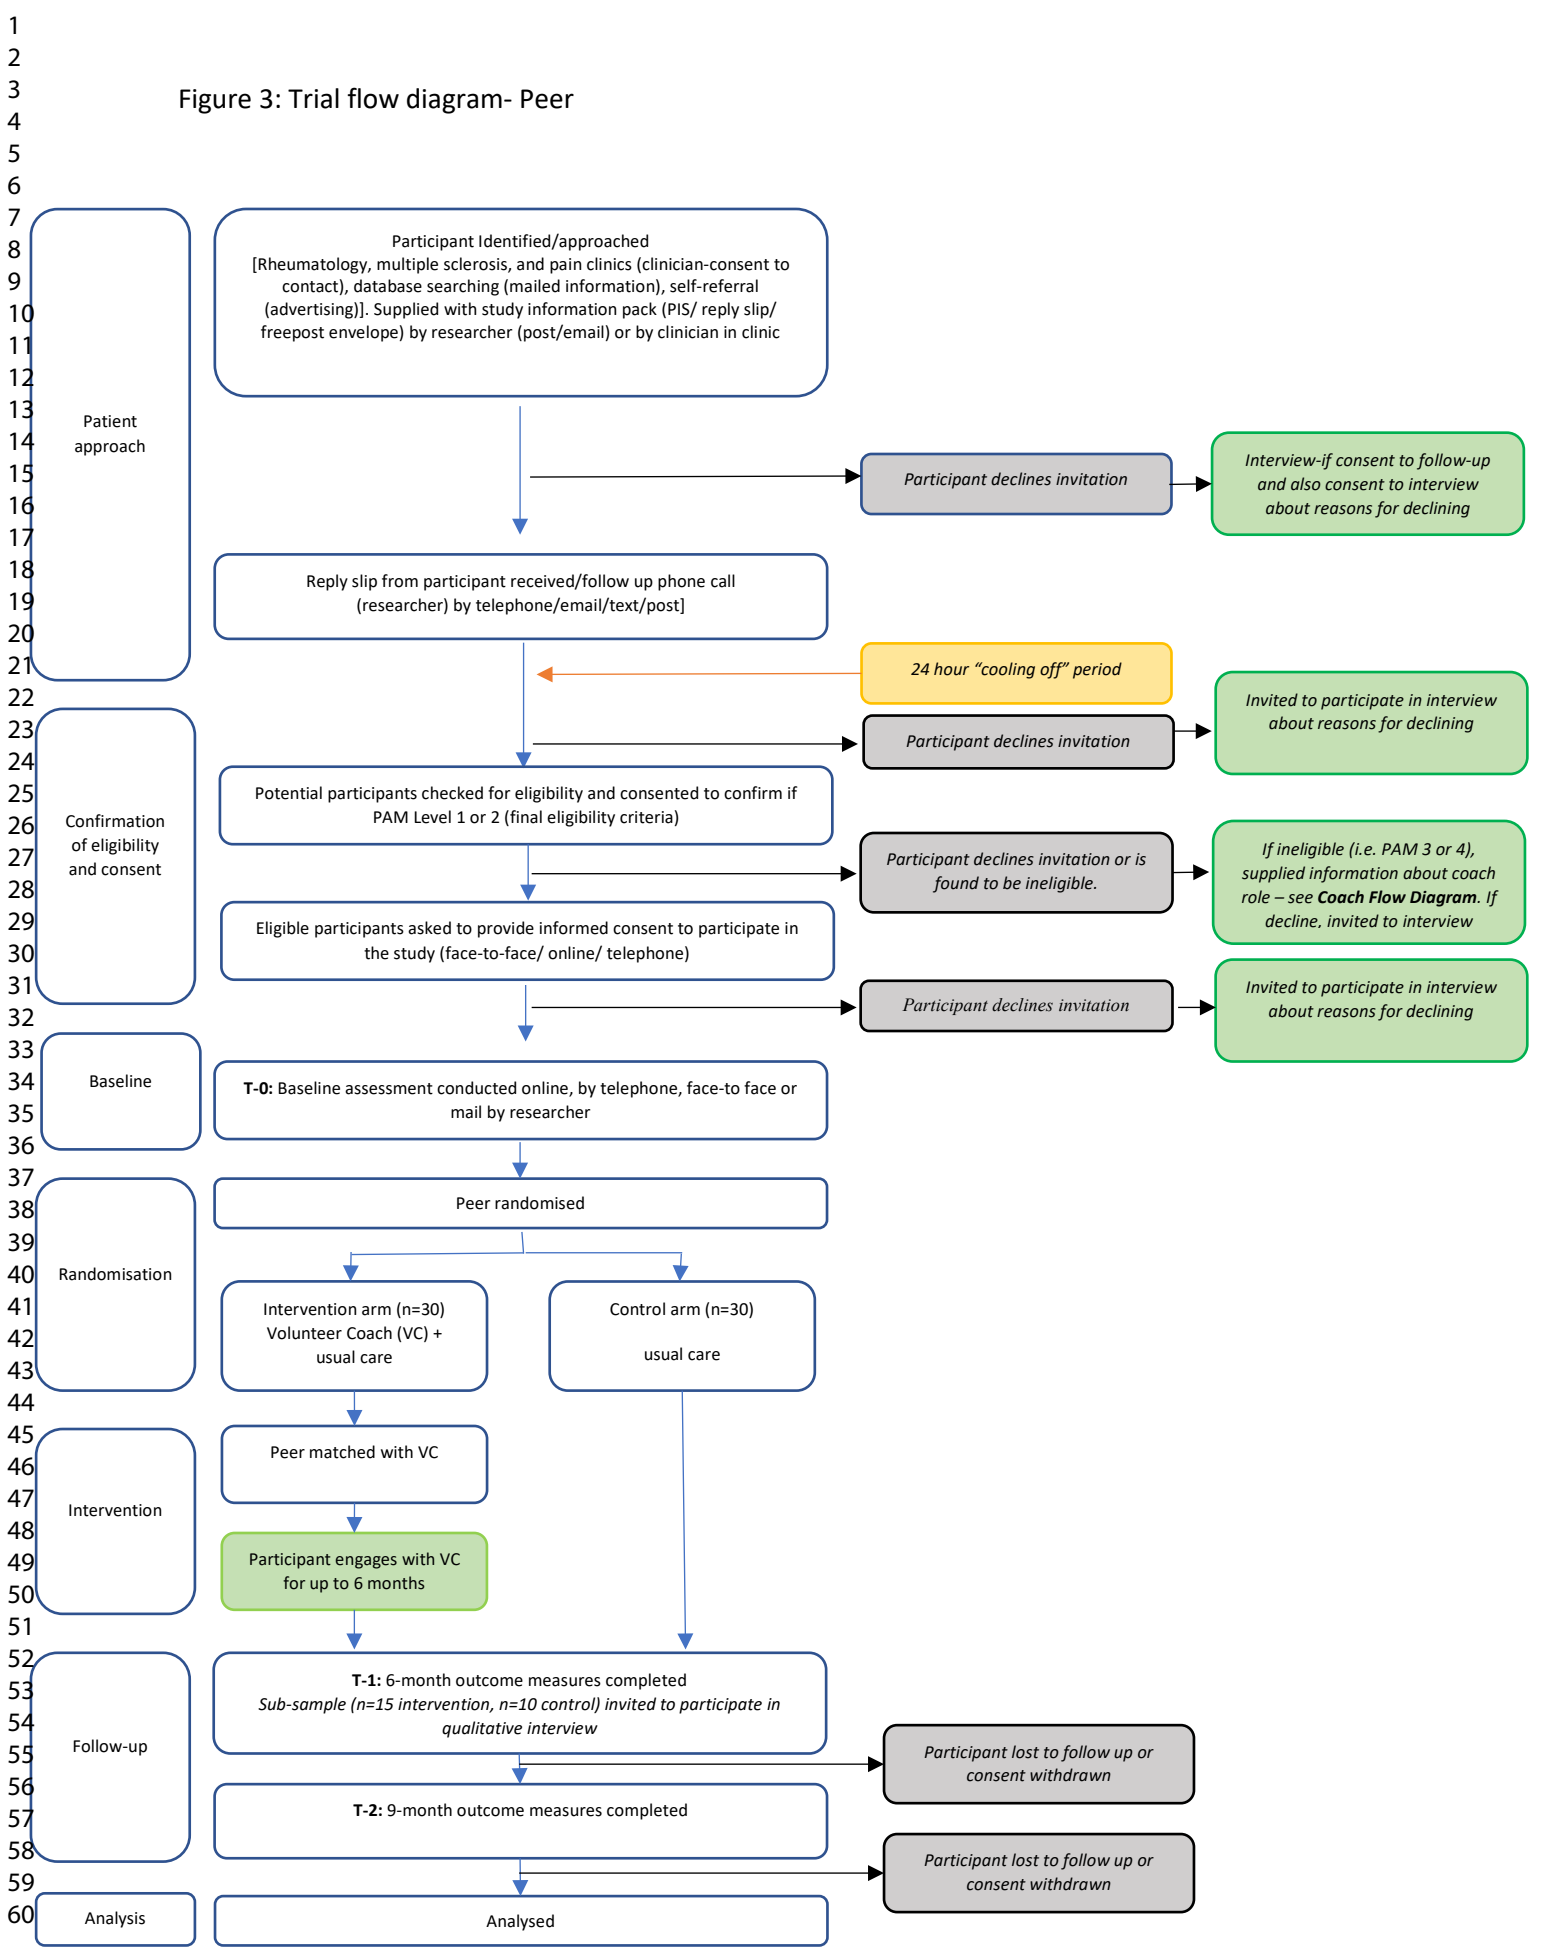 1
2
3
4
5
6
7
8
9
10
11
12
13
14
15
16
17
18
19
20
21
22
23
24
25
26
27
28
29
30
31
32
33
34
35
36
37
38
39
40
41
42
43
44
45
46
47
48
49
50
51
52
53
54
55
56
57
58
59
60
Figure 3: Trial flow diagram- Peer
Patient
approach
Participant Identified/approached
[Rheumatology, multiple sclerosis, and pain clinics (clinician-consent to
contact), database searching (mailed information), self-referral
(advertising)]. Supplied with study information pack (PIS/ reply slip/
freepost envelope) by researcher (post/email) or by clinician in clinic
Participant declines invitation
Interview-if consent to follow-up
and also consent to interview
about reasons for declining
Reply slip from participant received/follow up phone call
(researcher) by telephone/email/text/post]
24 hour “cooling off” period
Participant declines invitation
Invited to participate in interview
about reasons for declining
Confirmation
of eligibility
and consent
Potential participants checked for eligibility and consented to confirm if
PAM Level 1 or 2 (final eligibility criteria)
Participant declines invitation or is
found to be ineligible.
If ineligible (i.e. PAM 3 or 4),
supplied information about coach
role – see Coach Flow Diagram. If
decline, invited to interview
Eligible participants asked to provide informed consent to participate in
the study (face-to-face/ online/ telephone)
Participant declines invitation
Invited to participate in interview
about reasons for declining
Baseline
T-0: Baseline assessment conducted online, by telephone, face-to face or
mail by researcher
Randomisation
Peer randomised
Intervention arm (n=30)
Volunteer Coach (VC) +
usual care
Control arm (n=30)
usual care
Intervention
Peer matched with VC
Participant engages with VC
for up to 6 months
Follow-up
T-1: 6-month outcome measures completed
Sub-sample (n=15 intervention, n=10 control) invited to participate in
qualitative interview
Participant lost to follow up or
consent withdrawn
T-2: 9-month outcome measures completed
Participant lost to follow up or
consent withdrawn
Analysis
Analysed